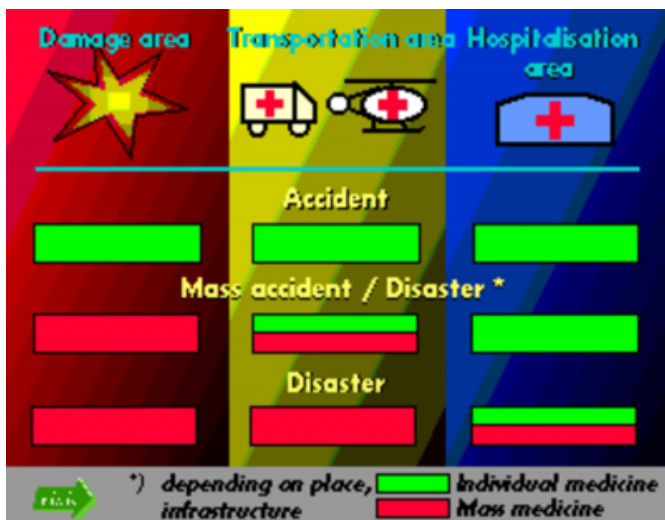 Damage area
Transportation area
Hospitalisation
area
Accident
Mass accident / Disaster *
Disaster
*) depending on place,
infrastructure
Individual medicine
Mass medicine